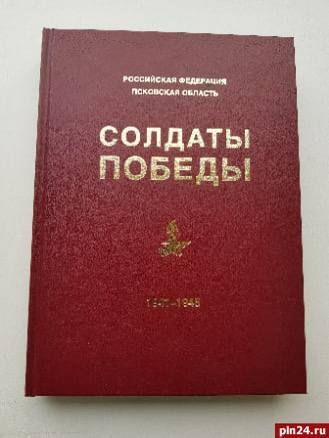 РОССИЙСКАЯ ФЕДЕРАЦИЯ
ПСКОВСКАЯ ОБЛАСТЬ
СОЛДАТЫ
ПОБЕДЫ
1941–1945
pln24.ru